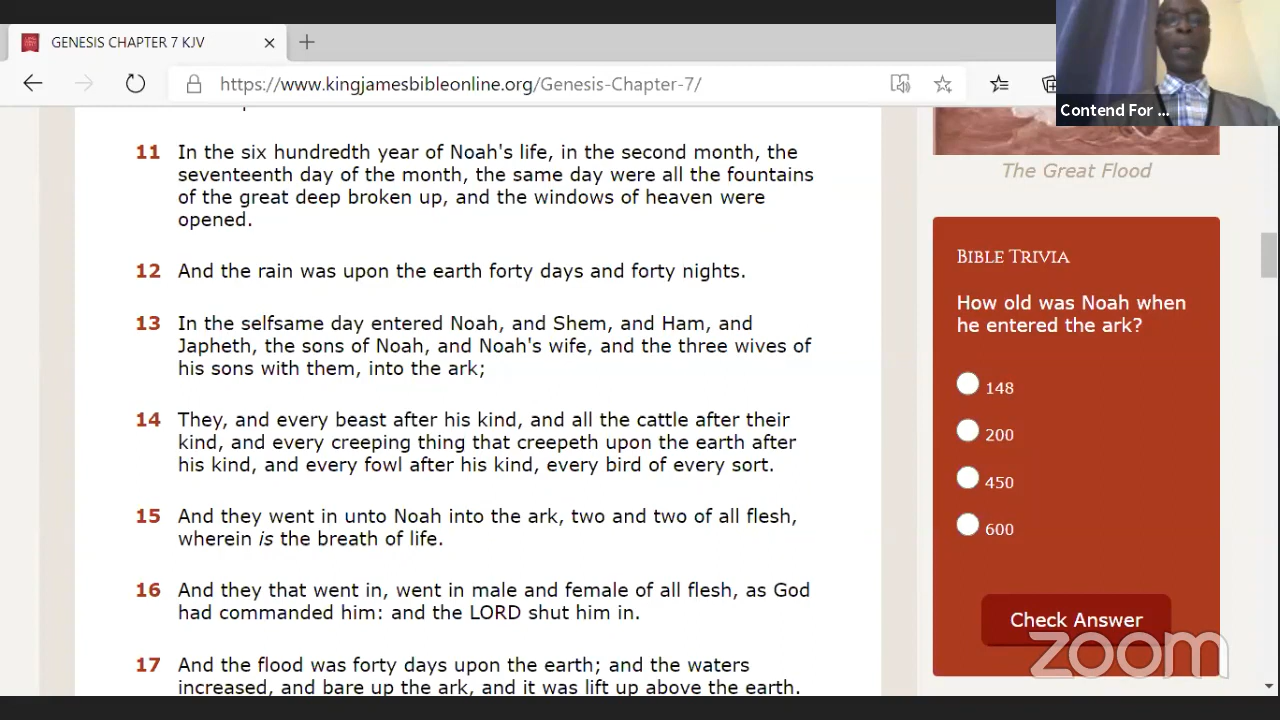 GENESIS CHAPTER 7 KJV
https://www.kingjamesbibleonline.org/Genesis-Chapter-7/
Contend For ...
11 In the six hundredth year of Noah's life, in the second month, the
seventeenth day of the month, the same day were all the fountains
of the great deep broken up, and the windows of heaven were
opened.
12 And the rain was upon the earth forty days and forty nights.
13 In the selfsame day entered Noah, and Shem, and Ham, and
Japheth, the sons of Noah, and Noah's wife, and the three wives of
his sons with them, into the ark;
14 They, and every beast after his kind, and all the cattle after their
kind, and every creeping thing that creepeth upon the earth after
his kind, and every fowl after his kind, every bird of every sort.
15 And they went in unto Noah into the ark, two and two of all flesh,
wherein is the breath of life.
16 And they that went in, went in male and female of all flesh, as God
had commanded him: and the LORD shut him in.
17 And the flood was forty days upon the earth; and the waters
increased, and bare up the ark, and it was lift up above the earth.
The Great Flood
BIBLE TRIVIA
How old was Noah when
he entered the ark?
148
200
450
600
Check Answer
zoom